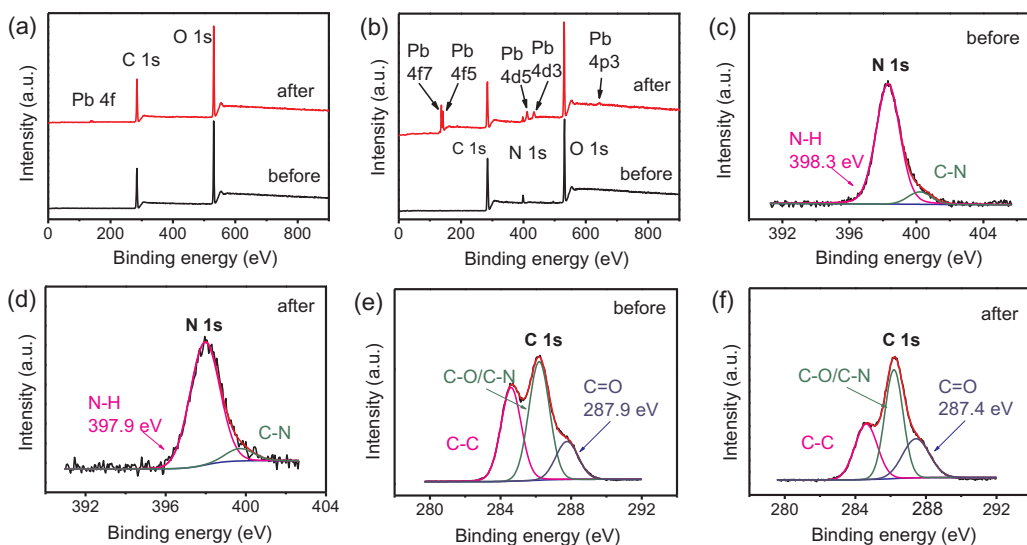 (a)
O 1s
C 1s
Pb 4f
after
before
0 200 400 600 800
Binding energy (eV)
Intensity (a.u.)
(b)
Pb Pb Pb Pb Pb
4f7 4f5 4d5 4d3 4p3
after
C 1s N 1s O 1s
before
0 200 400 600 800
Binding energy (eV)
Intensity (a.u.)
(c)
before
N 1s
N-H
398.3 eV
C-N
392 396 400 404
Binding energy (eV)
Intensity (a.u.)
(d)
after
N 1s
N-H
397.9 eV
C-N
392 396 400 404
Binding energy (eV)
Intensity (a.u.)
(e)
before
C 1s
C-O/C-N
C=O
287.9 eV
C-C
280 284 288 292
Binding energy (eV)
Intensity (a.u.)
(f)
after
C 1s
C-O/C-N
C=O
287.4 eV
C-C
280 284 288 292
Binding energy (eV)
Intensity (a.u.)